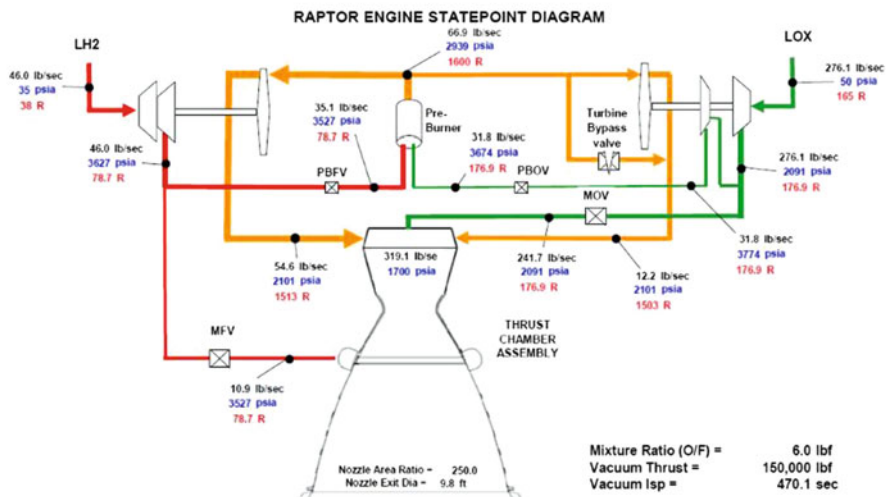 RAPTOR ENGINE STATEPOINT DIAGRAM
LH2
46.0 lb/sec
35 psia
38 R
66.9 lb/sec
2939 psia
1600 R
LOX
276.1 lb/sec
50 psia
165 R
46.0 lb/sec
3627 psia
78.7 R
35.1 lb/sec
3527 psia
78.7 R
Pre-
Burner
31.8 lb/sec
3674 psia
176.9 R
Turbine
Bypass
valve
276.1 lb/sec
2091 psia
176.9 R
PBFV
PBOV
MOV
54.6 lb/sec
2101 psia
1513 R
319.1 lb/se
1700 psia
241.7 lb/sec
2091 psia
176.9 R
12.2 lb/sec
2101 psia
1503 R
31.8 lb/sec
3774 psia
176.9 R
MFV
10.9 lb/sec
3527 psia
78.7 R
THRUST
CHAMBER
ASSEMBLY
Nozzle Area Ratio = 250.0
Nozzle Exit Dia = 9.8 ft
Mixture Ratio (O/F) = 6.0 lbf
Vacuum Thrust = 150,000 lbf
Vacuum Isp = 470.1 sec